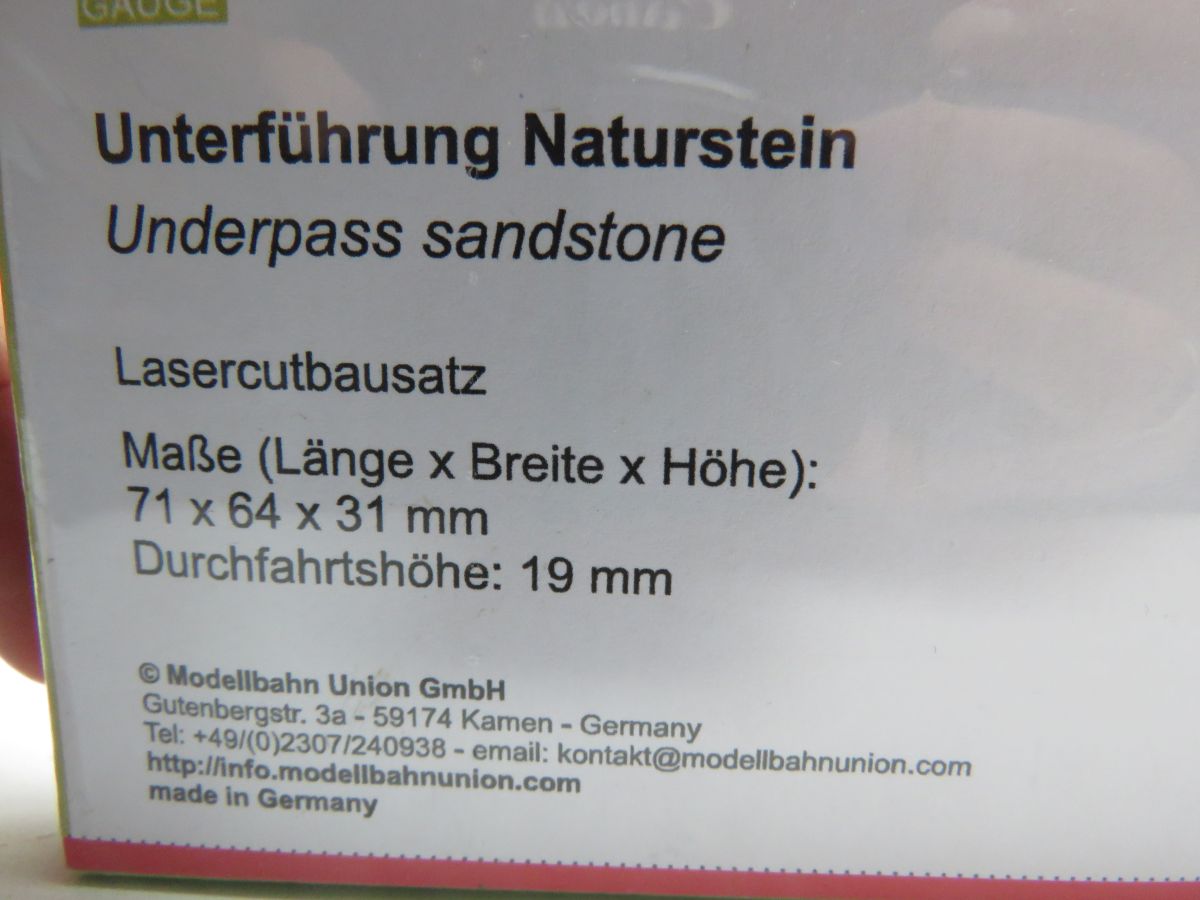 GAUGE
Unterführung Naturstein
Underpass sandstone
Lasercutbausatz
Maße (Länge x Breite x Höhe):
71 x 64 x 31 mm
Durchfahrtshöhe: 19 mm
© Modellbahn Union GmbH
Gutenbergstr. 3a - 59174 Kamen - Germany
Tel: +49/(0)2307/240938 - email: kontakt@modellbahnunion.com
http://info.modellbahnunion.com
made in Germany